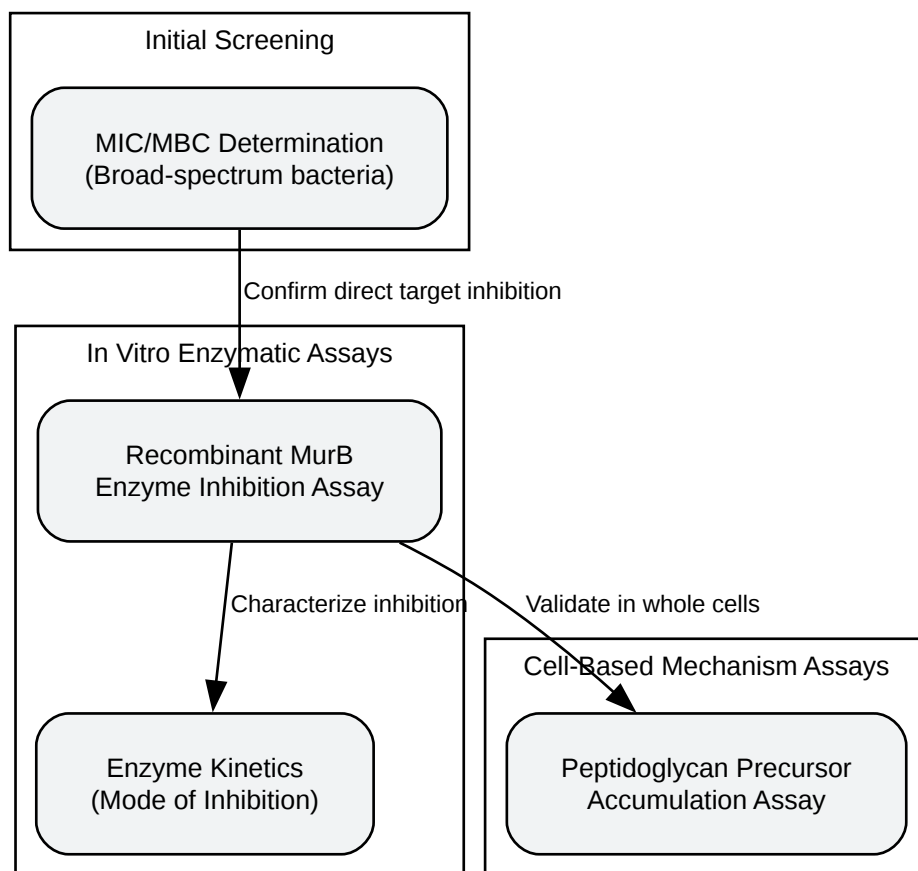 Initial Screening
MIC/MBC Determination
(Broad-spectrum bacteria)
Confirm direct target inhibition
In Vitro Enzymatic Assays
Recombinant MurB
Enzyme Inhibition Assay
Characterize inhibition
Validate in whole cells
Cell-Based Mechanism Assays
Enzyme Kinetics
(Mode of Inhibition)
Peptidoglycan Precursor
Accumulation Assay